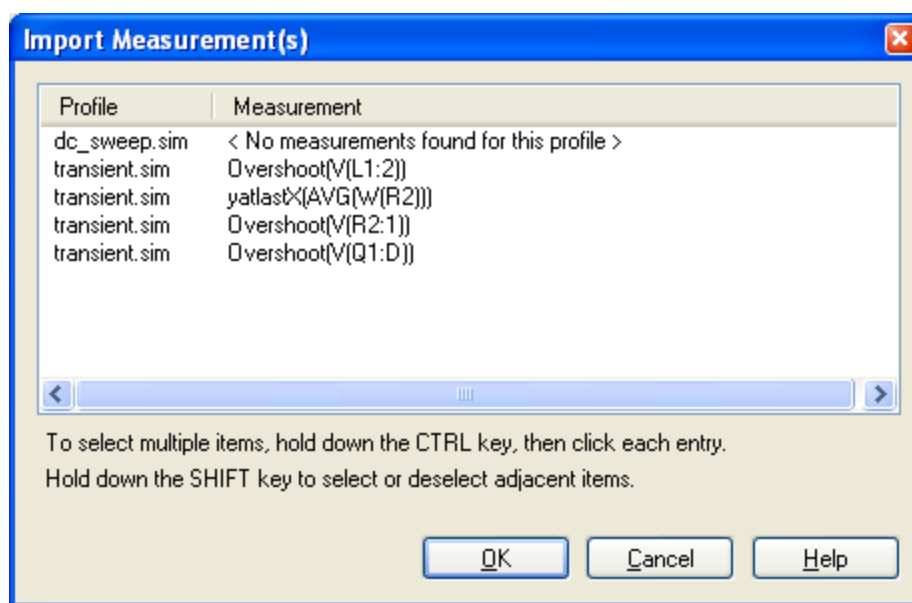 Import Measurement(s)
Profile Measurement
dc_sweep.sim < No measurements found for this profile >
transient.sim Overshoot(V(L1:2))
transient.sim yatlastX(AVG(W(R2)))
transient.sim Overshoot(V(R2:1))
transient.sim Overshoot(V(Q1:D))
To select multiple items, hold down the CTRL key, then click each entry.
Hold down the SHIFT key to select or deselect adjacent items.
OK Cancel Help